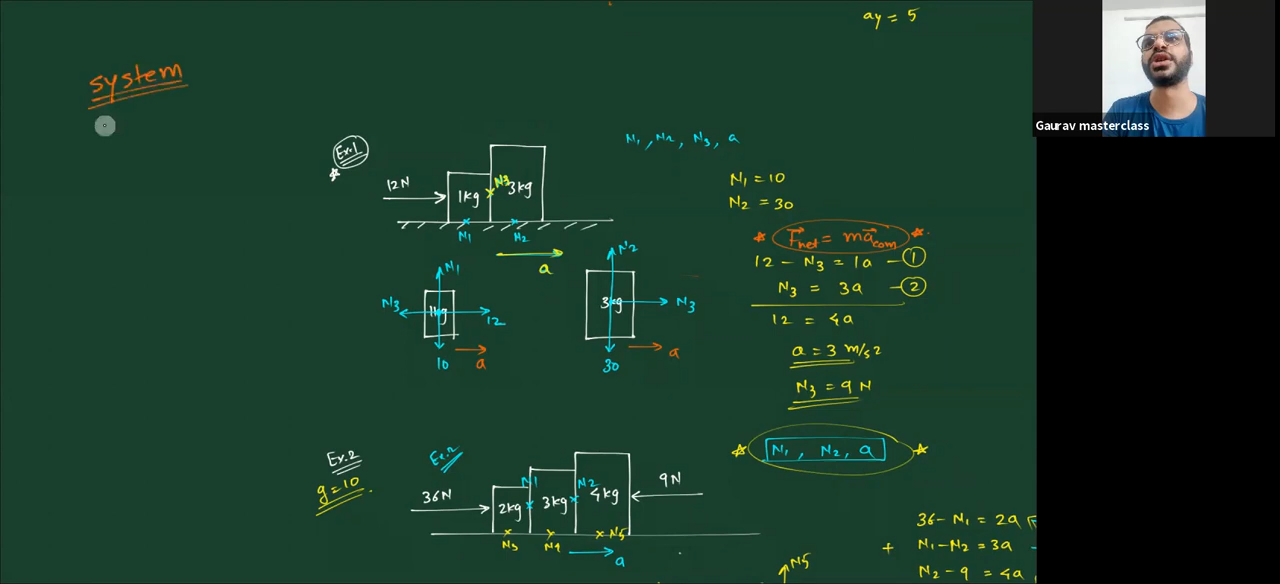 ay = 5
system
Gaurav masterclass
Ex.1
N1, N2, N3, a
12N
1kg
N3
3kg
N1
N2
a
N1 = 10
N2 = 30
Fnet = macom
12 - N3 = 1a - 1
N3 = 3a - 2
12 = 4a
a = 3 m/s2
N3 = 9 N
N1
N3
1kg
12
10
a
N2
3kg
N3
30
a
N1, N2, a
Ex.2
g = 10
Ex.2
36N
2kg
N1
3kg
N2
4kg
9N
N3
N4
N5
a
N5
36 - N1 = 2a
+ N1 - N2 = 3a
N2 - 9 = 4a